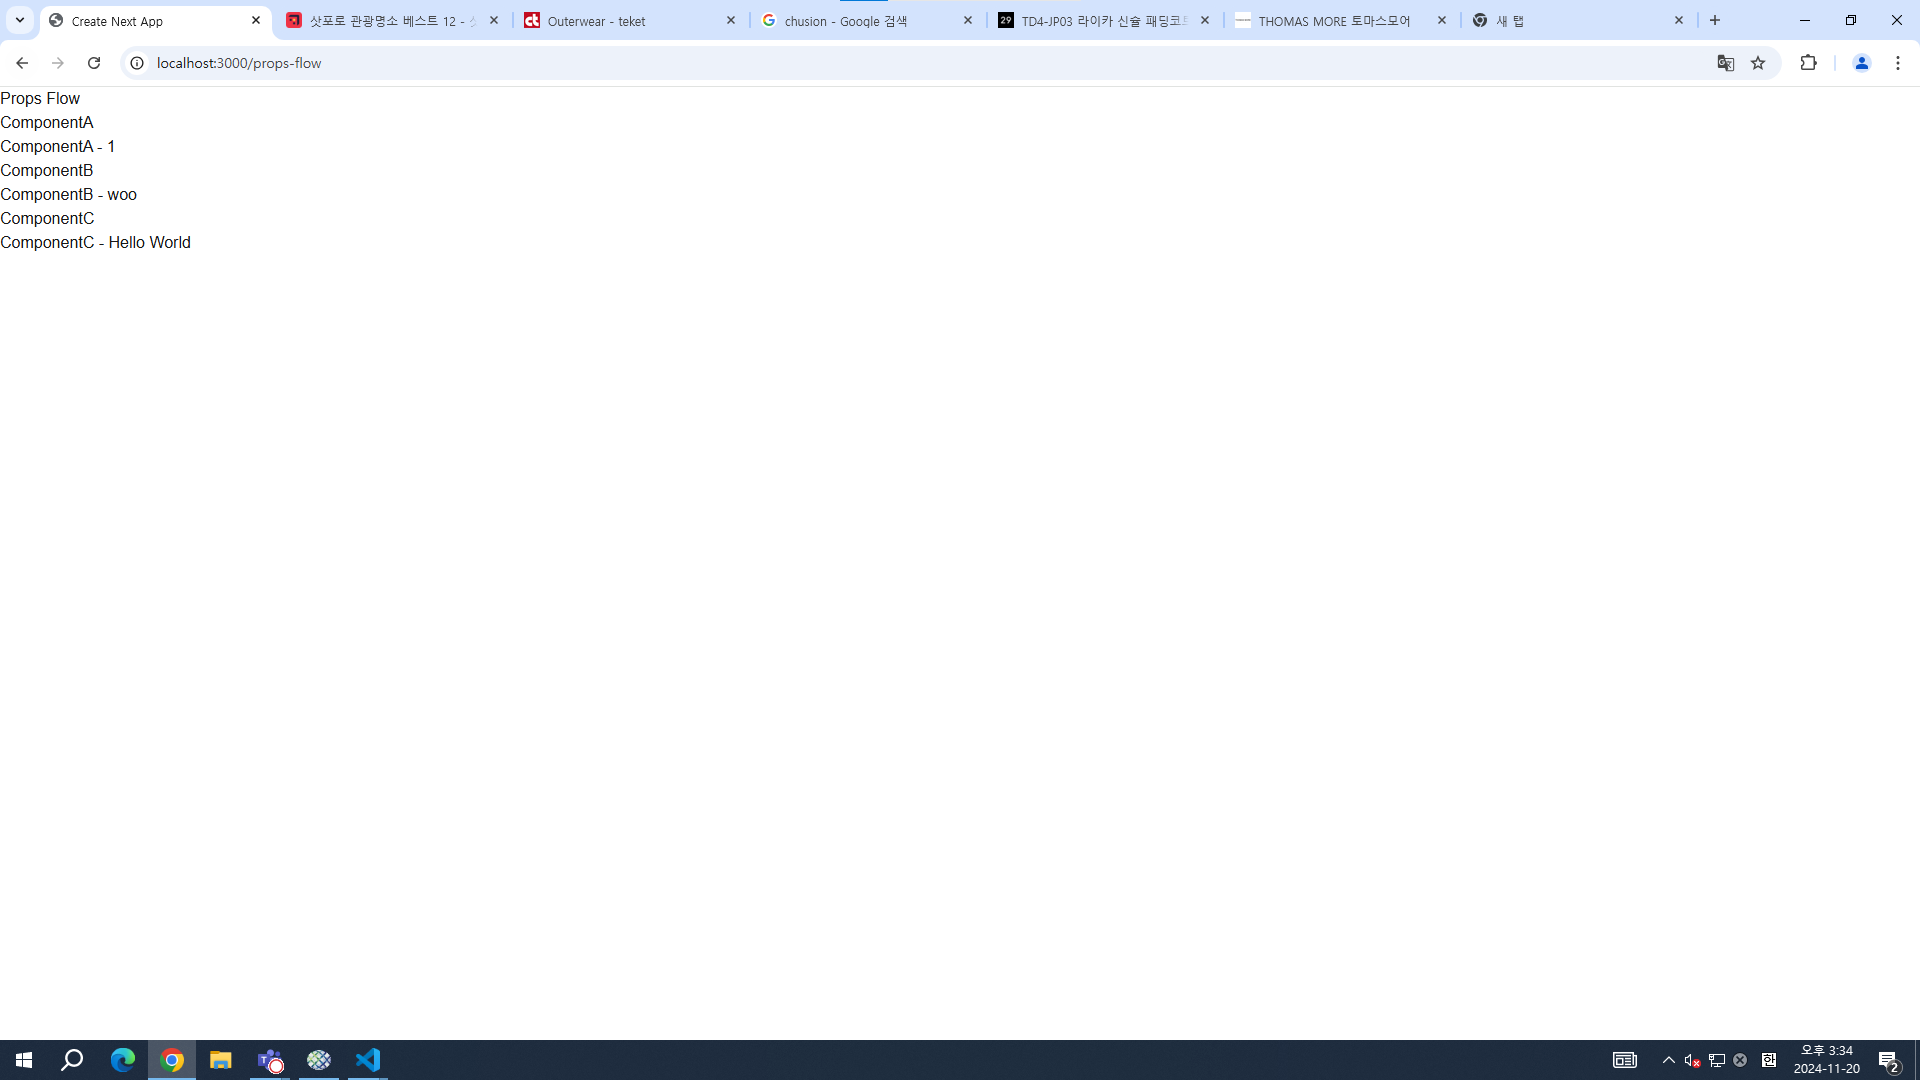 Create Next App
삿포로 관광명소 베스트 12 -
Outerwear - teket
chusion - Google 검색
29
TD4-JP03 라이카 신슐 패딩코트
THOMAS MORE 토마스모어
새 탭
localhost:3000/props-flow
Props Flow
ComponentA
ComponentA - 1
ComponentB
ComponentB - woo
ComponentC
ComponentC - Hello World
한
오후 3:34
2024-11-20
2